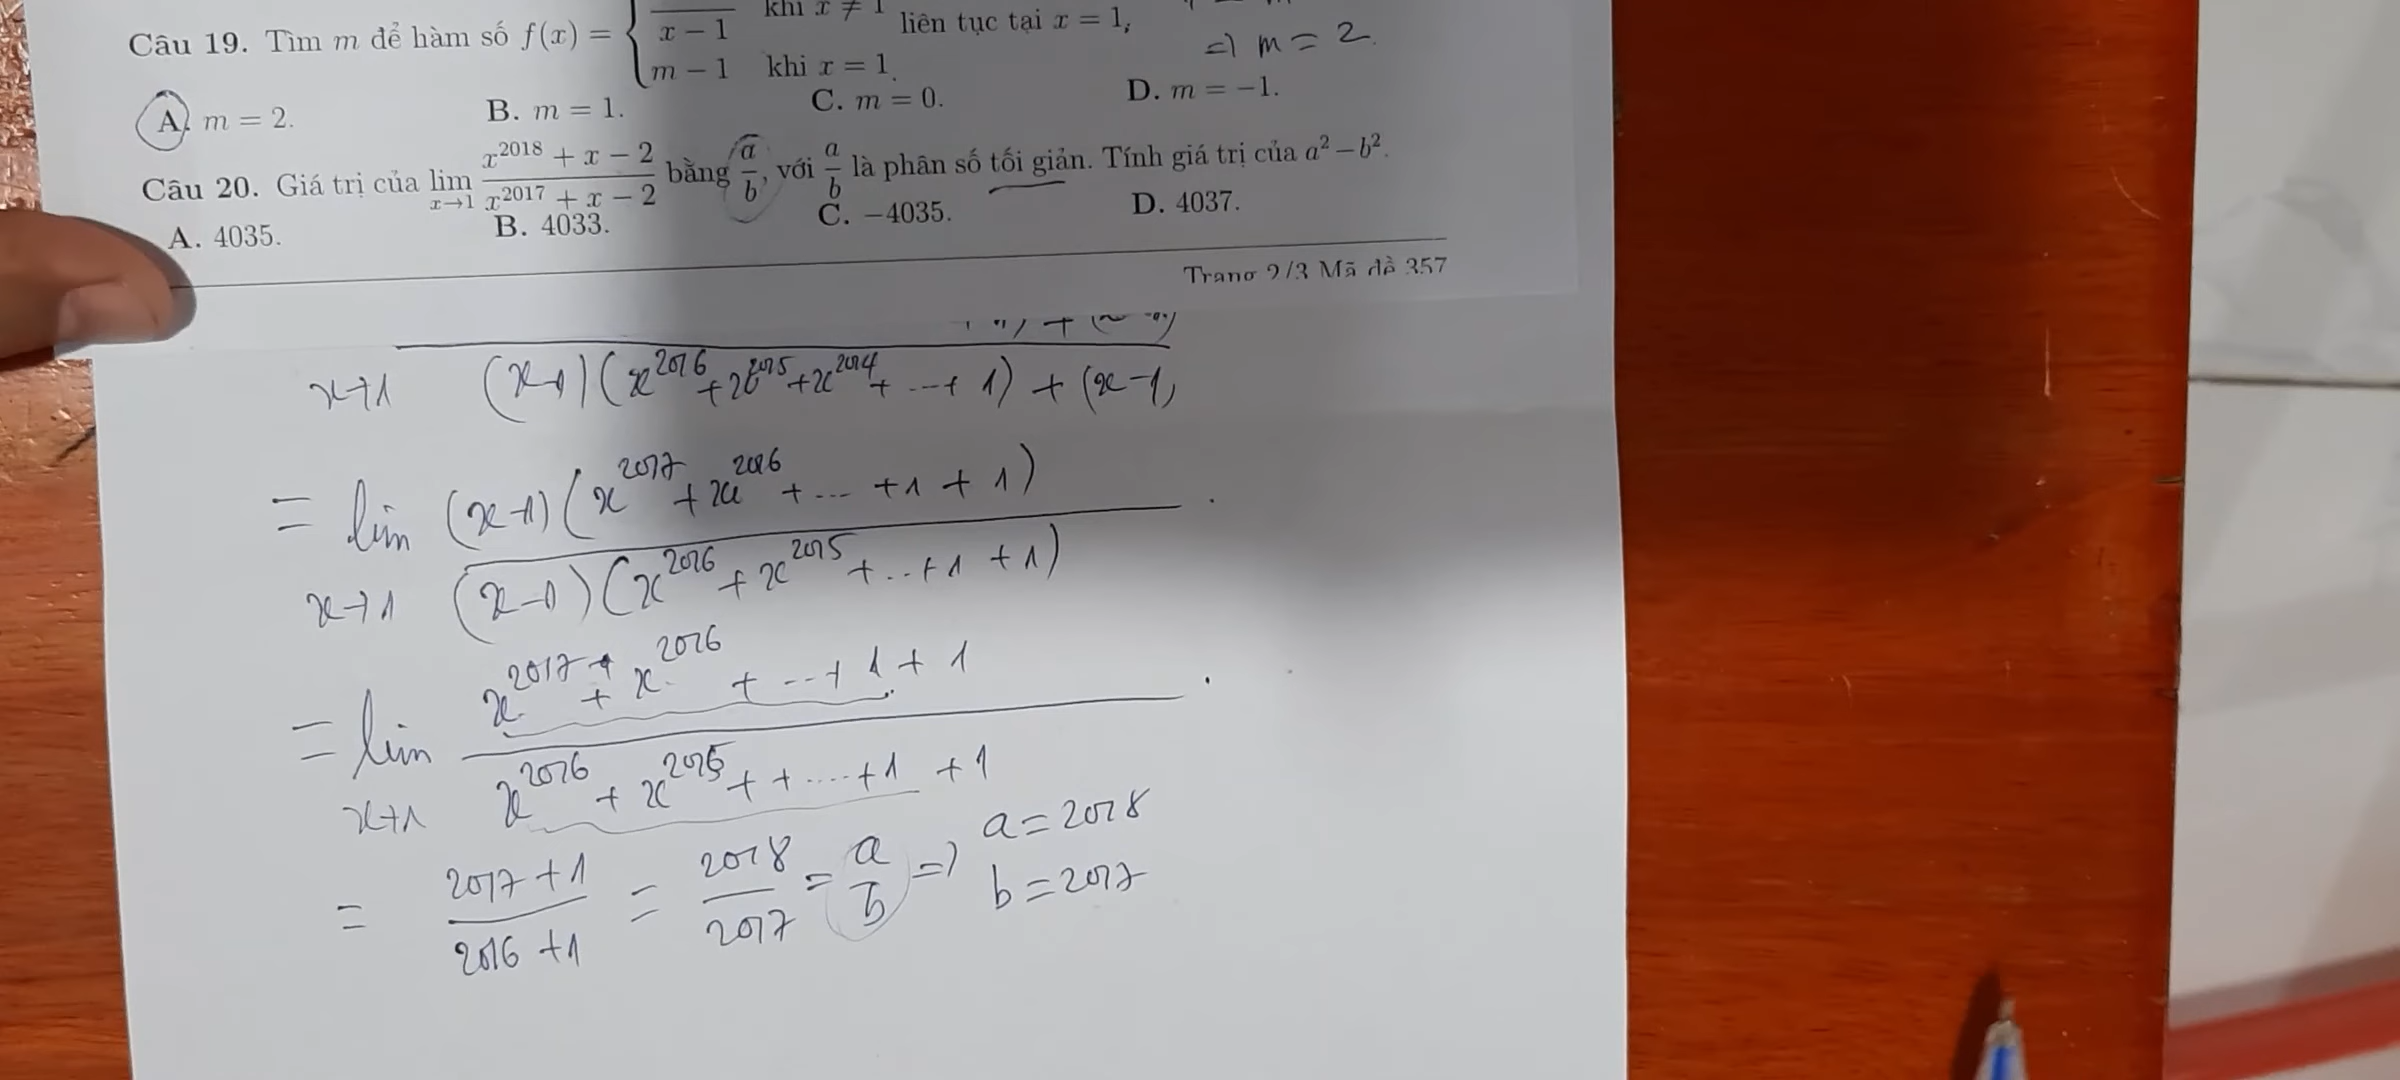 Câu 19. Tìm m để hàm số f(x) = { x − 1 khi x ≠ 1 liên tục tại x = 1,
m − 1 khi x = 1.
=) m = 2.
A. m = 2. B. m = 1. C. m = 0. D. m = −1.
Câu 20. Giá trị của lim x→1 (x^2018 + x − 2)/(x^2017 + x − 2) bằng a/b, với a/b là phân số tối giản. Tính giá trị của a² − b².
A. 4035. B. 4033. C. −4035. D. 4037.
Trang 2/3 Mã đề 357
x→1 (x-1)(x^2016 + x^2015 + x^2014 + ... + 1) + (x-1)
= lim (x-1)(x^2017 + x^2016 + ... + 1 + 1)
x→1 (x-1)(x^2016 + x^2015 + ... + 1 + 1)
= lim x^2017 + x^2016 + ... + 1 + 1
x→1 x^2016 + x^2015 + + .... + 1 + 1
= (2017 + 1)/(2016 + 1) = 2018/2017 = a/b =) a = 2018
b = 2017